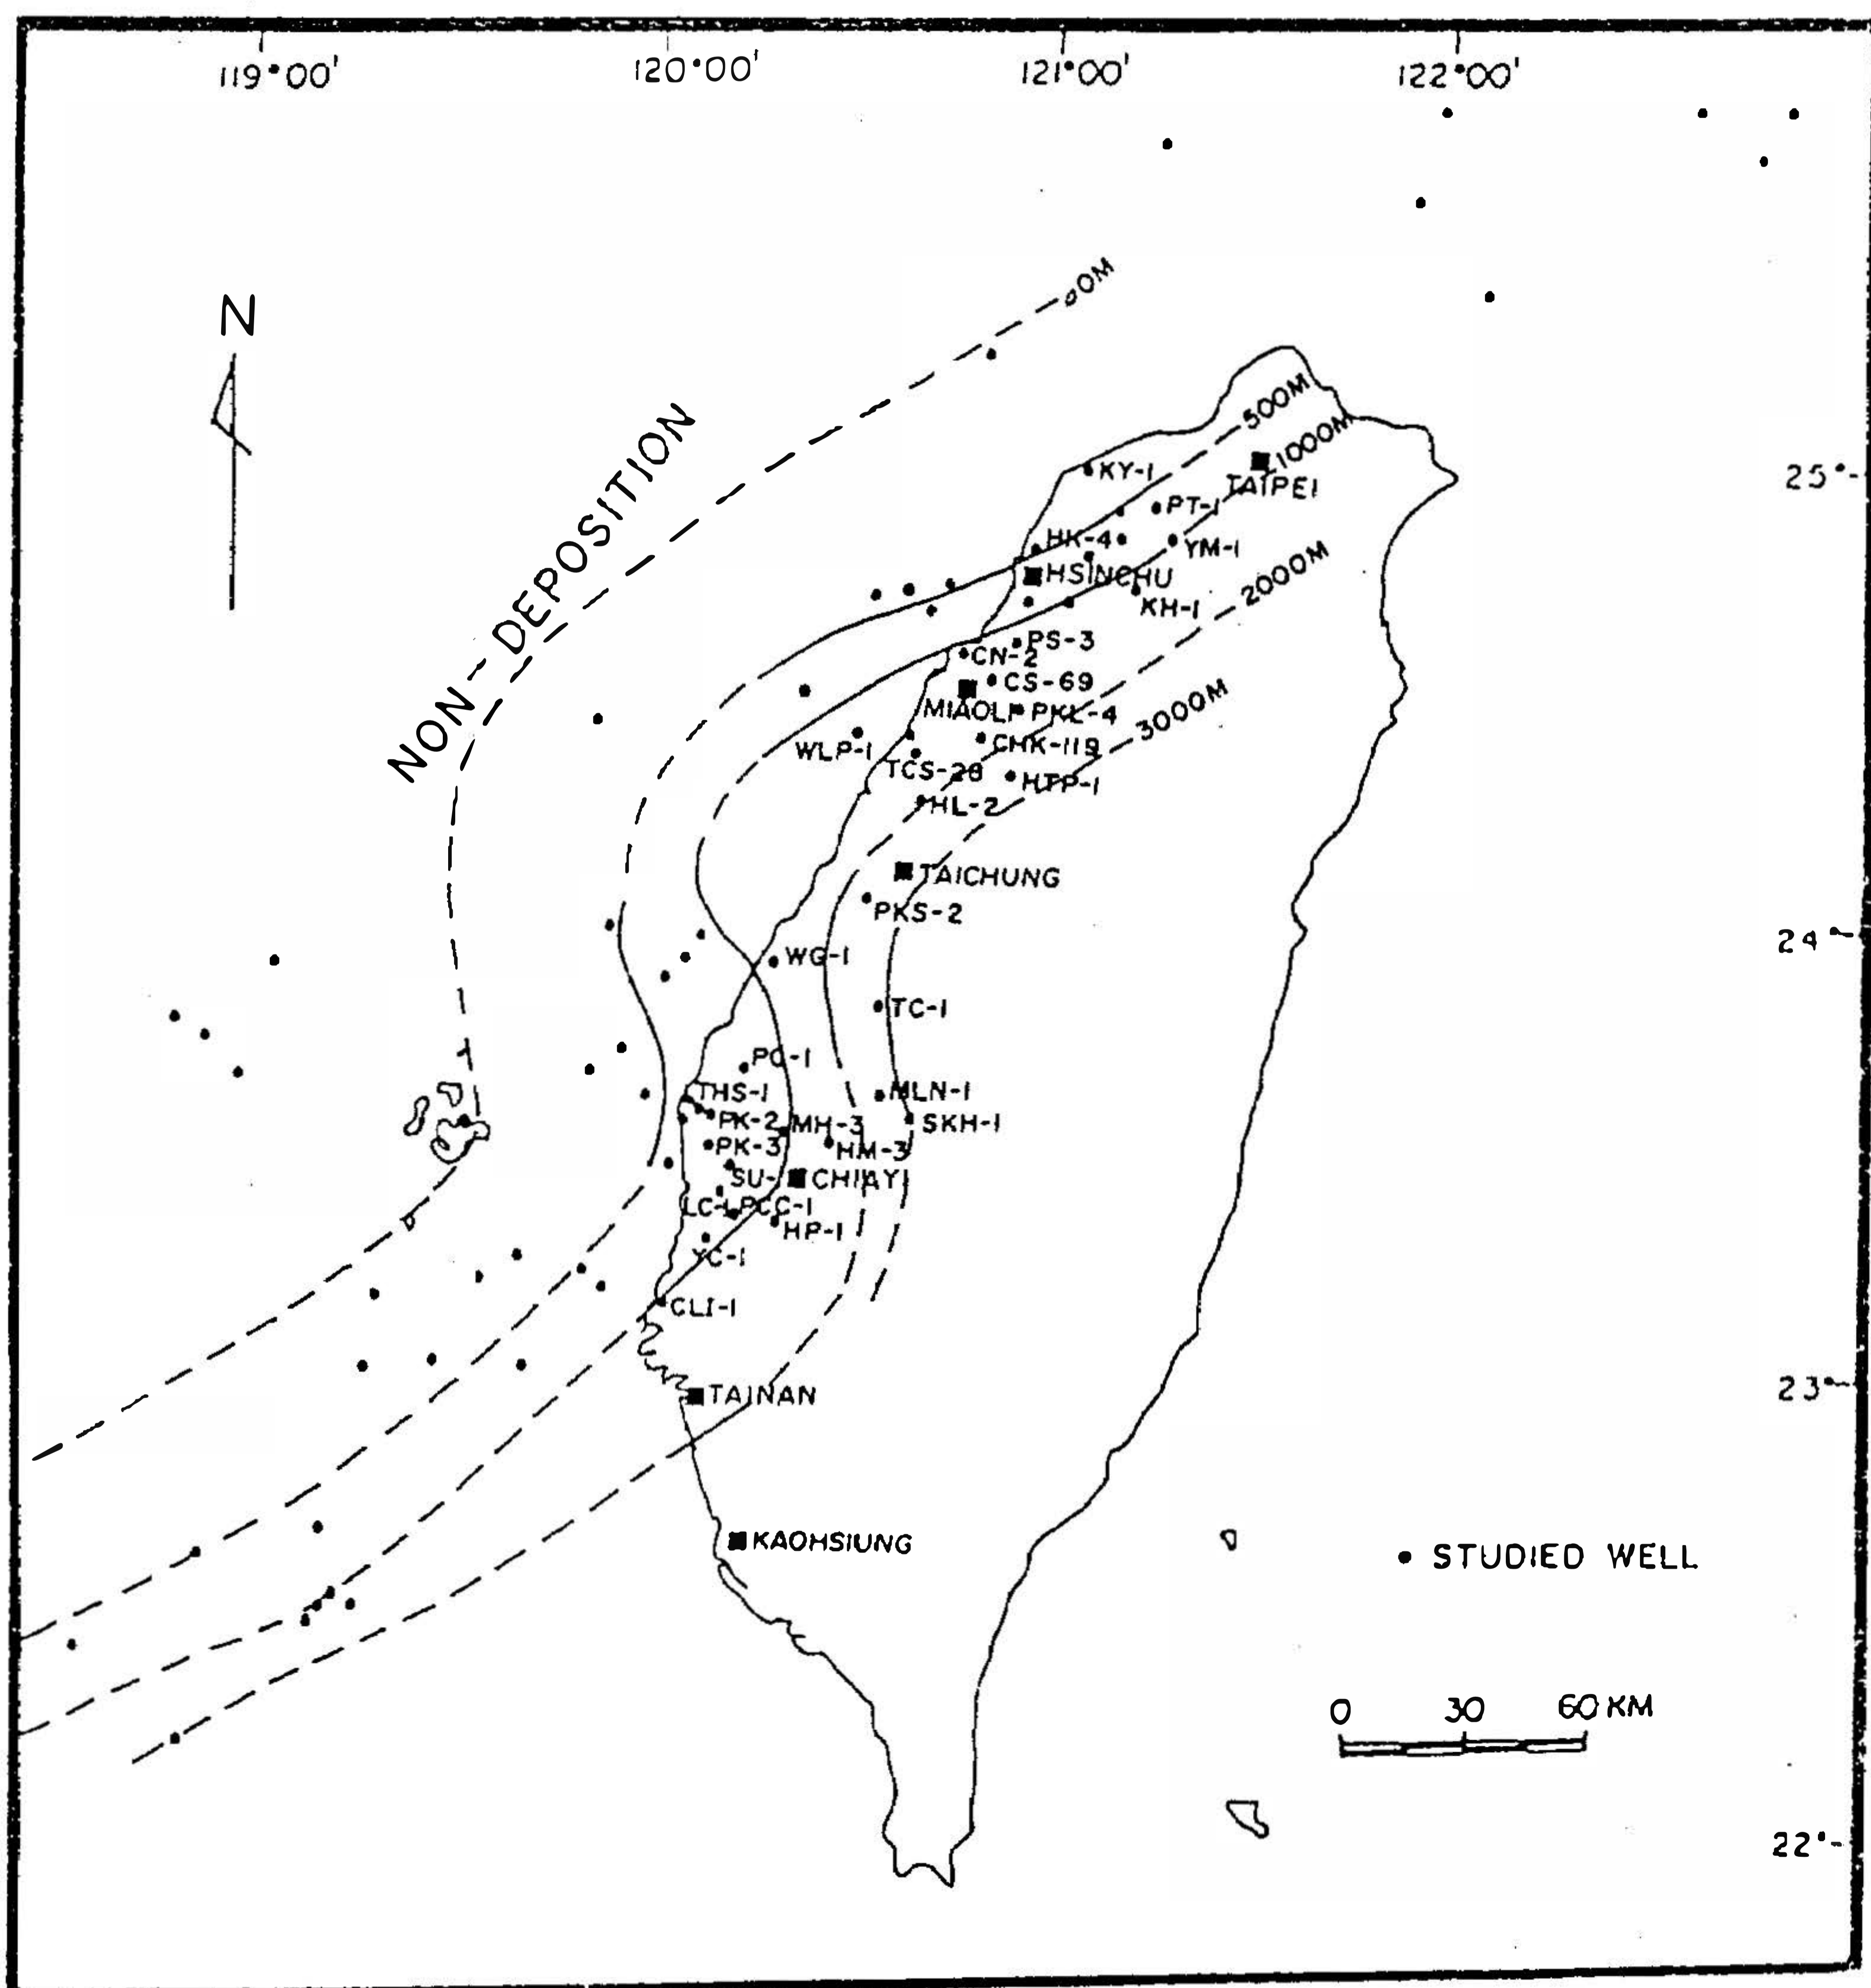 119°00'
120°00'
121°00'
122°00'
0M
N
NON-DEPOSITION
500M
1000M
TAIPEI
25°
KY-1
PT-1
HK-4
YM-1
HSINCHU
2000M
KH-1
PS-3
CN-2
CS-69
3000M
MIAOLI
PKL-4
WLP-1
CHK-119
TCS-28
HTP-1
HL-2
TAICHUNG
PKS-2
24°
WG-1
TC-1
PC-1
THS-1
MLN-1
PK-2
MH-3
SKH-1
PK-3
HM-3
SU-1
CHIAYI
CC-1
HP-1
YC-1
CLI-1
23°
TAINAN
KAOHSIUNG
STUDIED WELL
0 30 60 KM
22°